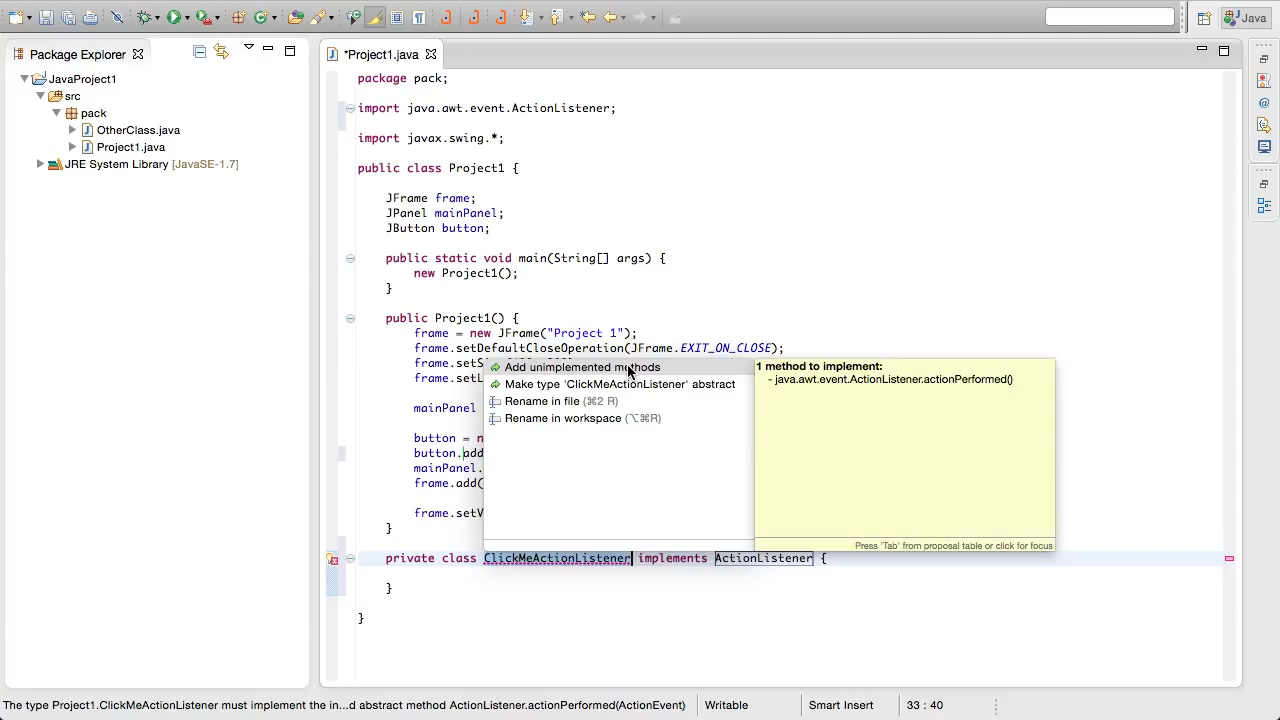 Java
Package Explorer
JavaProject1
src
pack
OtherClass.java
Project1.java
JRE System Library [JavaSE-1.7]
*Project1.java
package pack;
import java.awt.event.ActionListener;
import javax.swing.*;
public class Project1 {
JFrame frame;
JPanel mainPanel;
JButton button;
public static void main(String[] args) {
new Project1();
}
public Project1() {
frame = new JFrame("Project 1");
frame.setDefaultCloseOperation(JFrame.EXIT_ON_CLOSE);
frame.setS
frame.setL
mainPanel
button = n
button.add
mainPanel.
frame.add(
frame.setV
}
Add unimplemented methods
Make type 'ClickMeActionListener' abstract
Rename in file (⌘2 R)
Rename in workspace (⌥⌘R)
1 method to implement:
- java.awt.event.ActionListener.actionPerformed()
Press 'Tab' from proposal table or click for focus
private class ClickMeActionListener implements ActionListener {
}
}
The type Project1.ClickMeActionListener must implement the in...d abstract method ActionListener.actionPerformed(ActionEvent)
Writable
Smart Insert
33 : 40